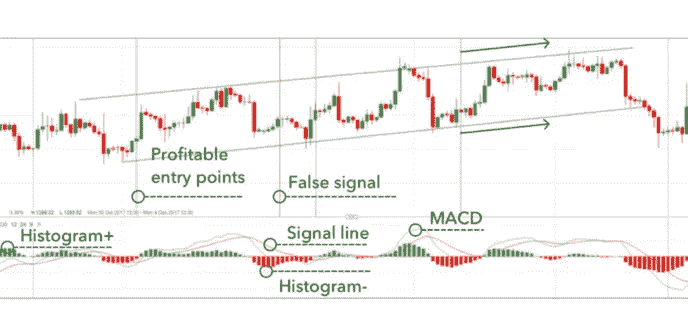 Profitable
entry points
False signal
MACD
Signal line
Histogram+
Histogram-